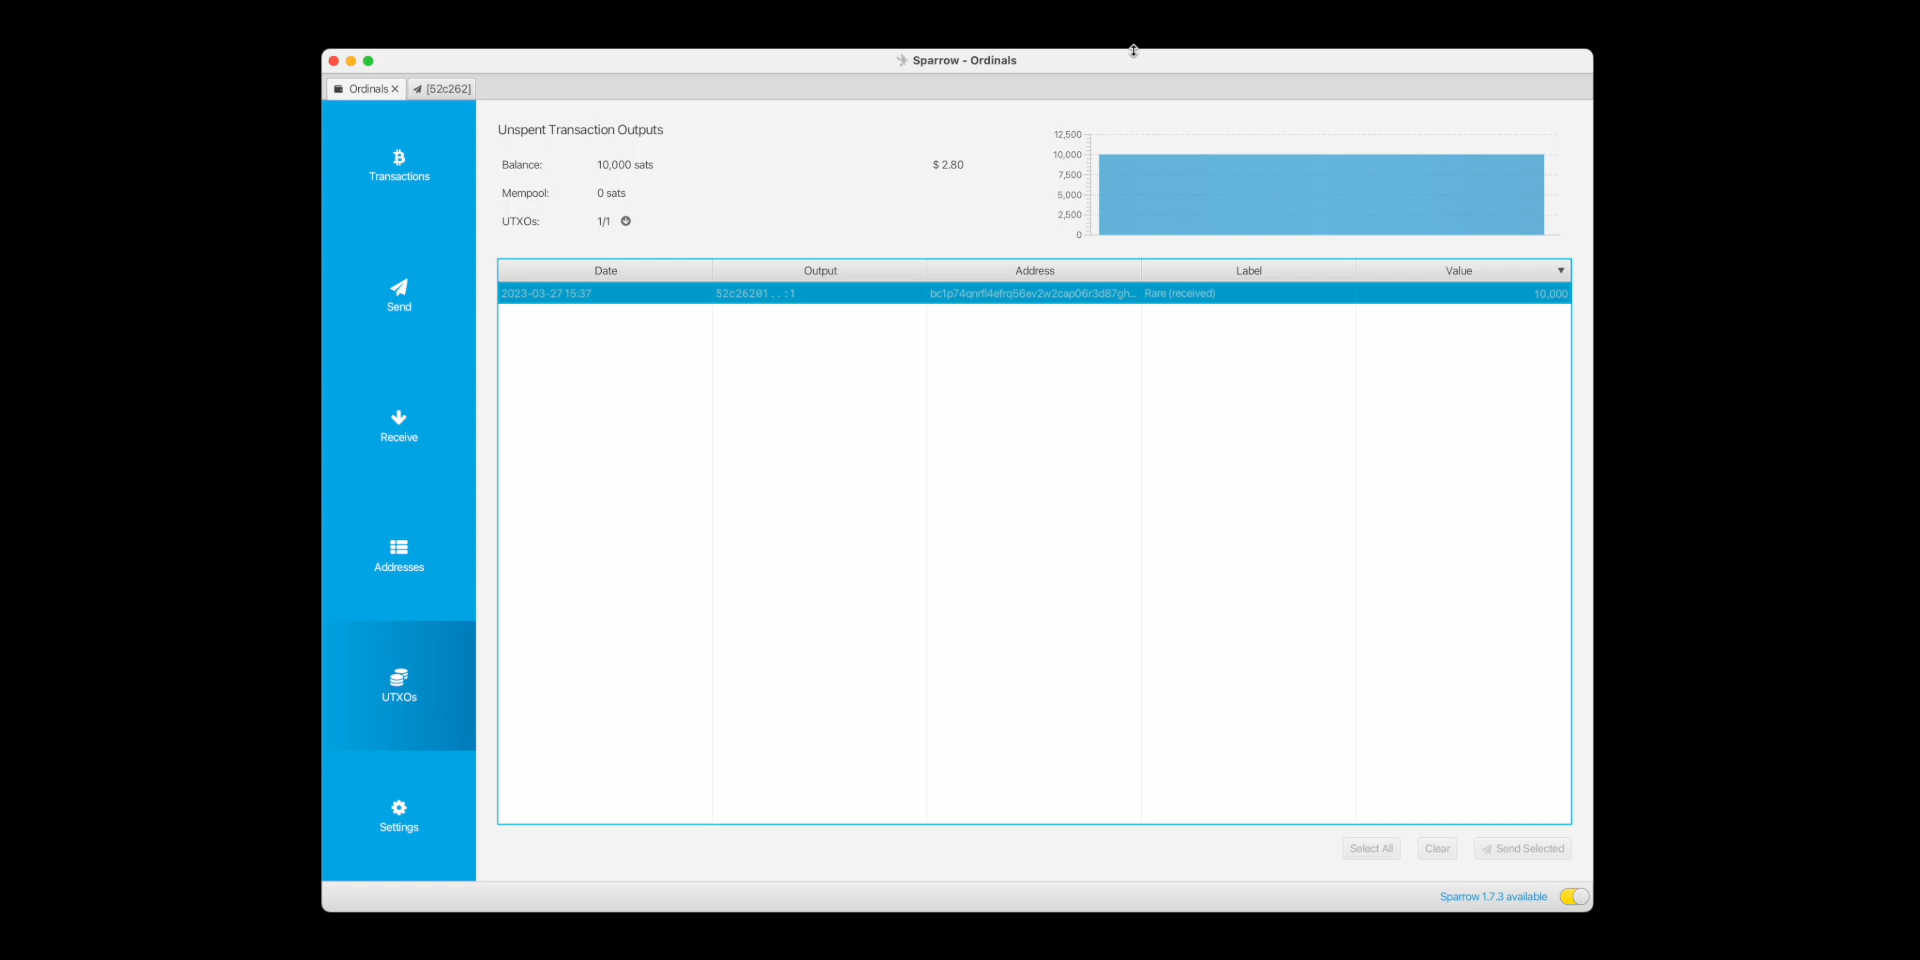 Sparrow - Ordinals
Ordinals
[52c262]
Transactions
Send
Receive
Addresses
UTXOs
Settings
Unspent Transaction Outputs
Balance: 10,000 sats $ 2.80
Mempool: 0 sats
UTXOs: 1/1
12,500
10,000
7,500
5,000
2,500
0
Date Output Address Label Value
2023-03-27 15:37 52c26201..:1 bc1p74qnrfl4efrq56ev2w2cap06r3d87gh... Rare (received) 10,000
Select All Clear Send Selected
Sparrow 1.7.3 available